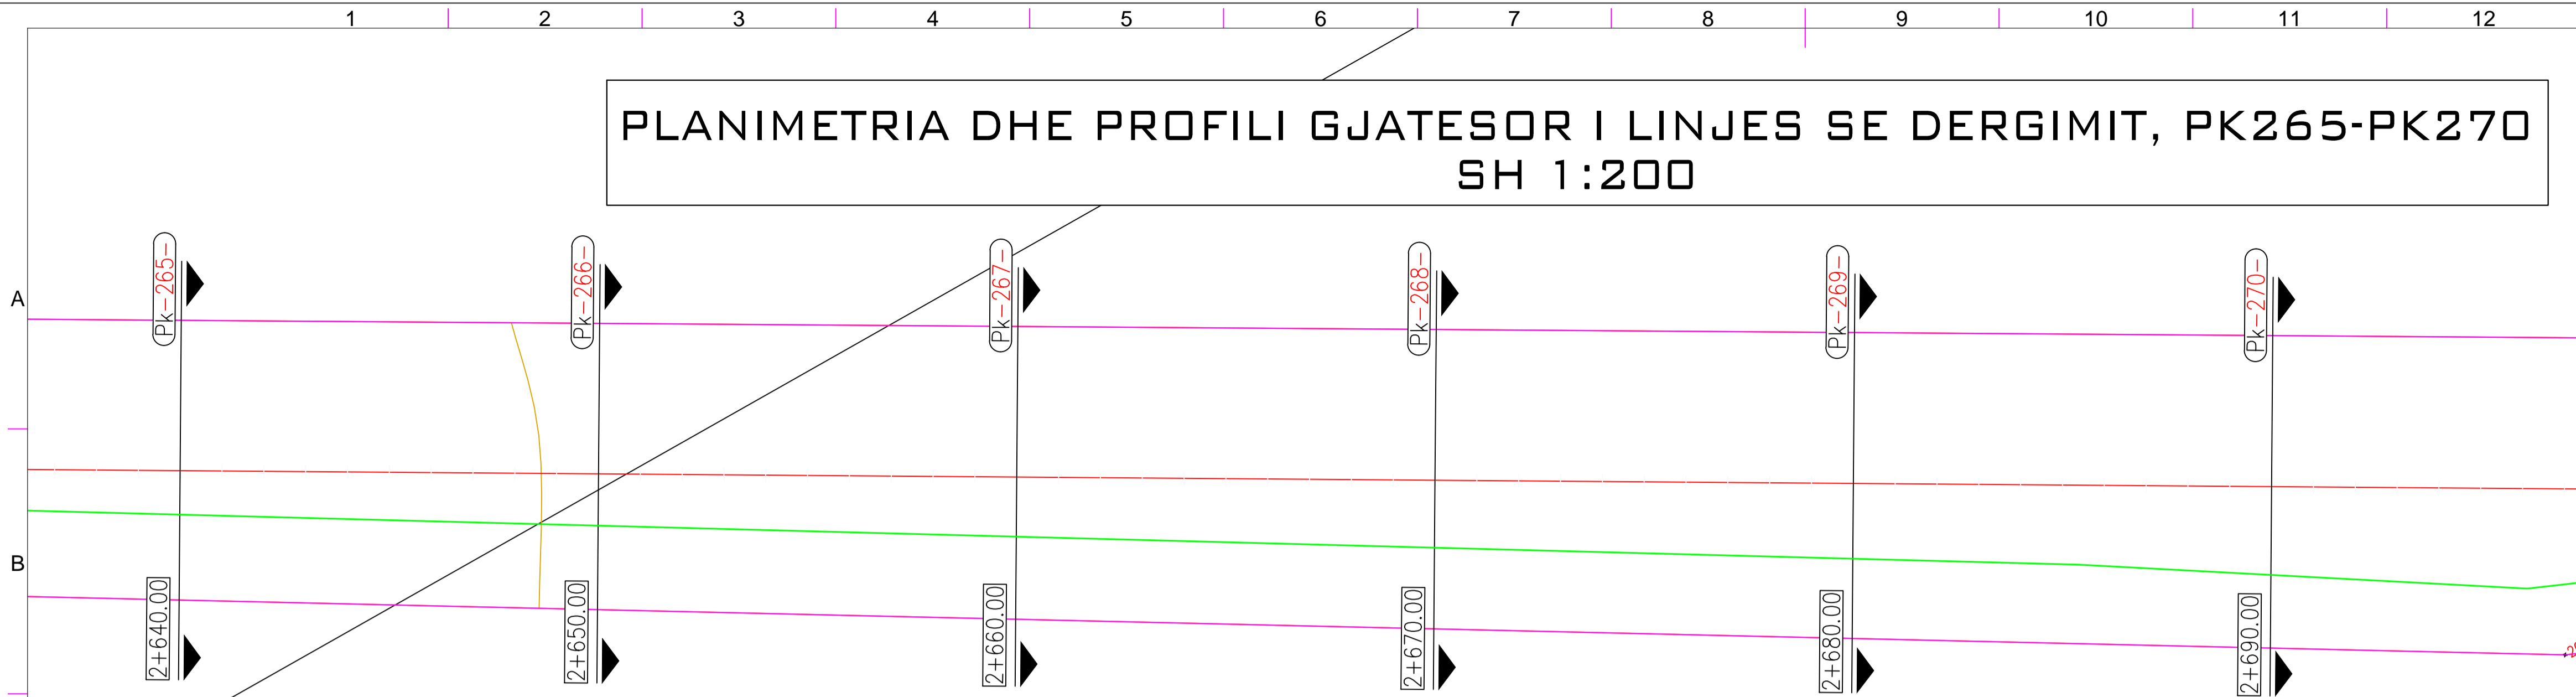 1 2 3 4 5 6 7 8 9 10 11 12
PLANIMETRIA DHE PROFILI GJATESOR I LINJES SE DERGIMIT, PK265-PK270
SH 1:200
A
Pk-265-
Pk-266-
Pk-267-
Pk-268-
Pk-269-
Pk-270-
B
2+640.00
2+650.00
2+660.00
2+670.00
2+680.00
2+690.00